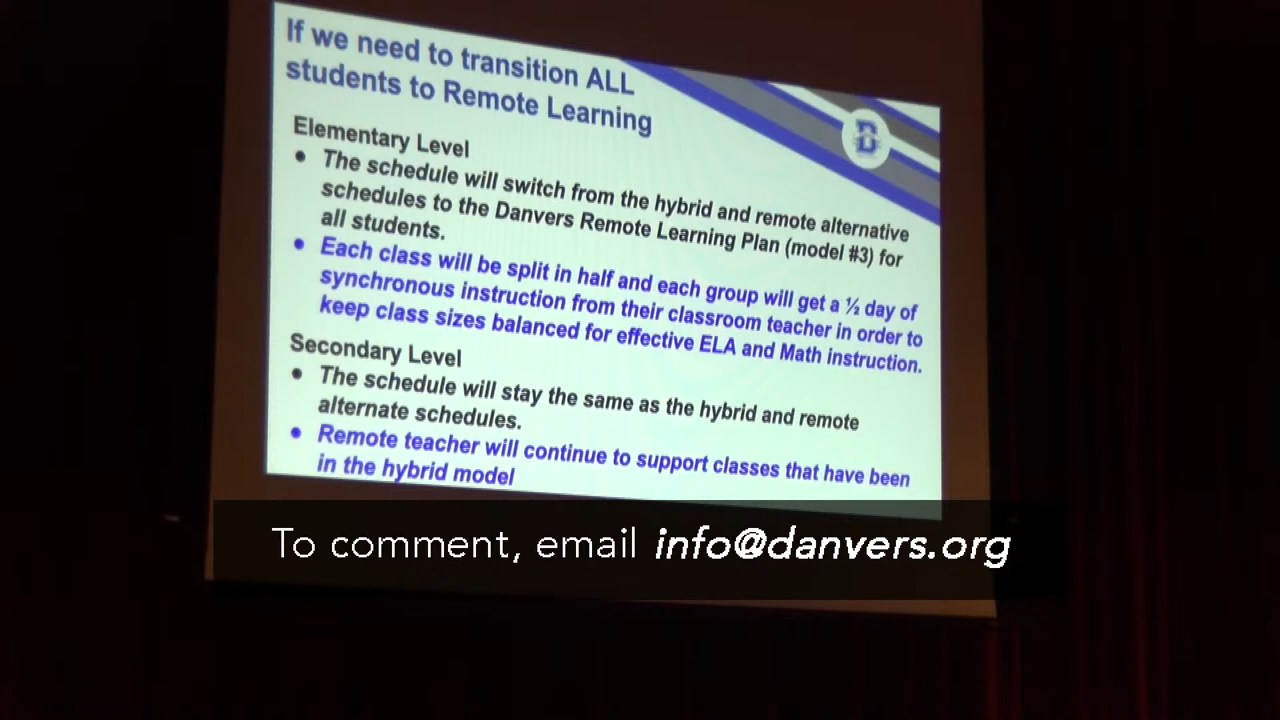 If we need to transition ALL
students to Remote Learning
Elementary Level
• The schedule will switch from the hybrid and remote alternative
schedules to the Danvers Remote Learning Plan (model #3) for
all students.
• Each class will be split in half and each group will get a ½ day of
synchronous instruction from their classroom teacher in order to
keep class sizes balanced for effective ELA and Math instruction.
Secondary Level
• The schedule will stay the same as the hybrid and remote
alternate schedules.
• Remote teacher will continue to support classes that have been
in the hybrid model
D
To comment, email info@danvers.org